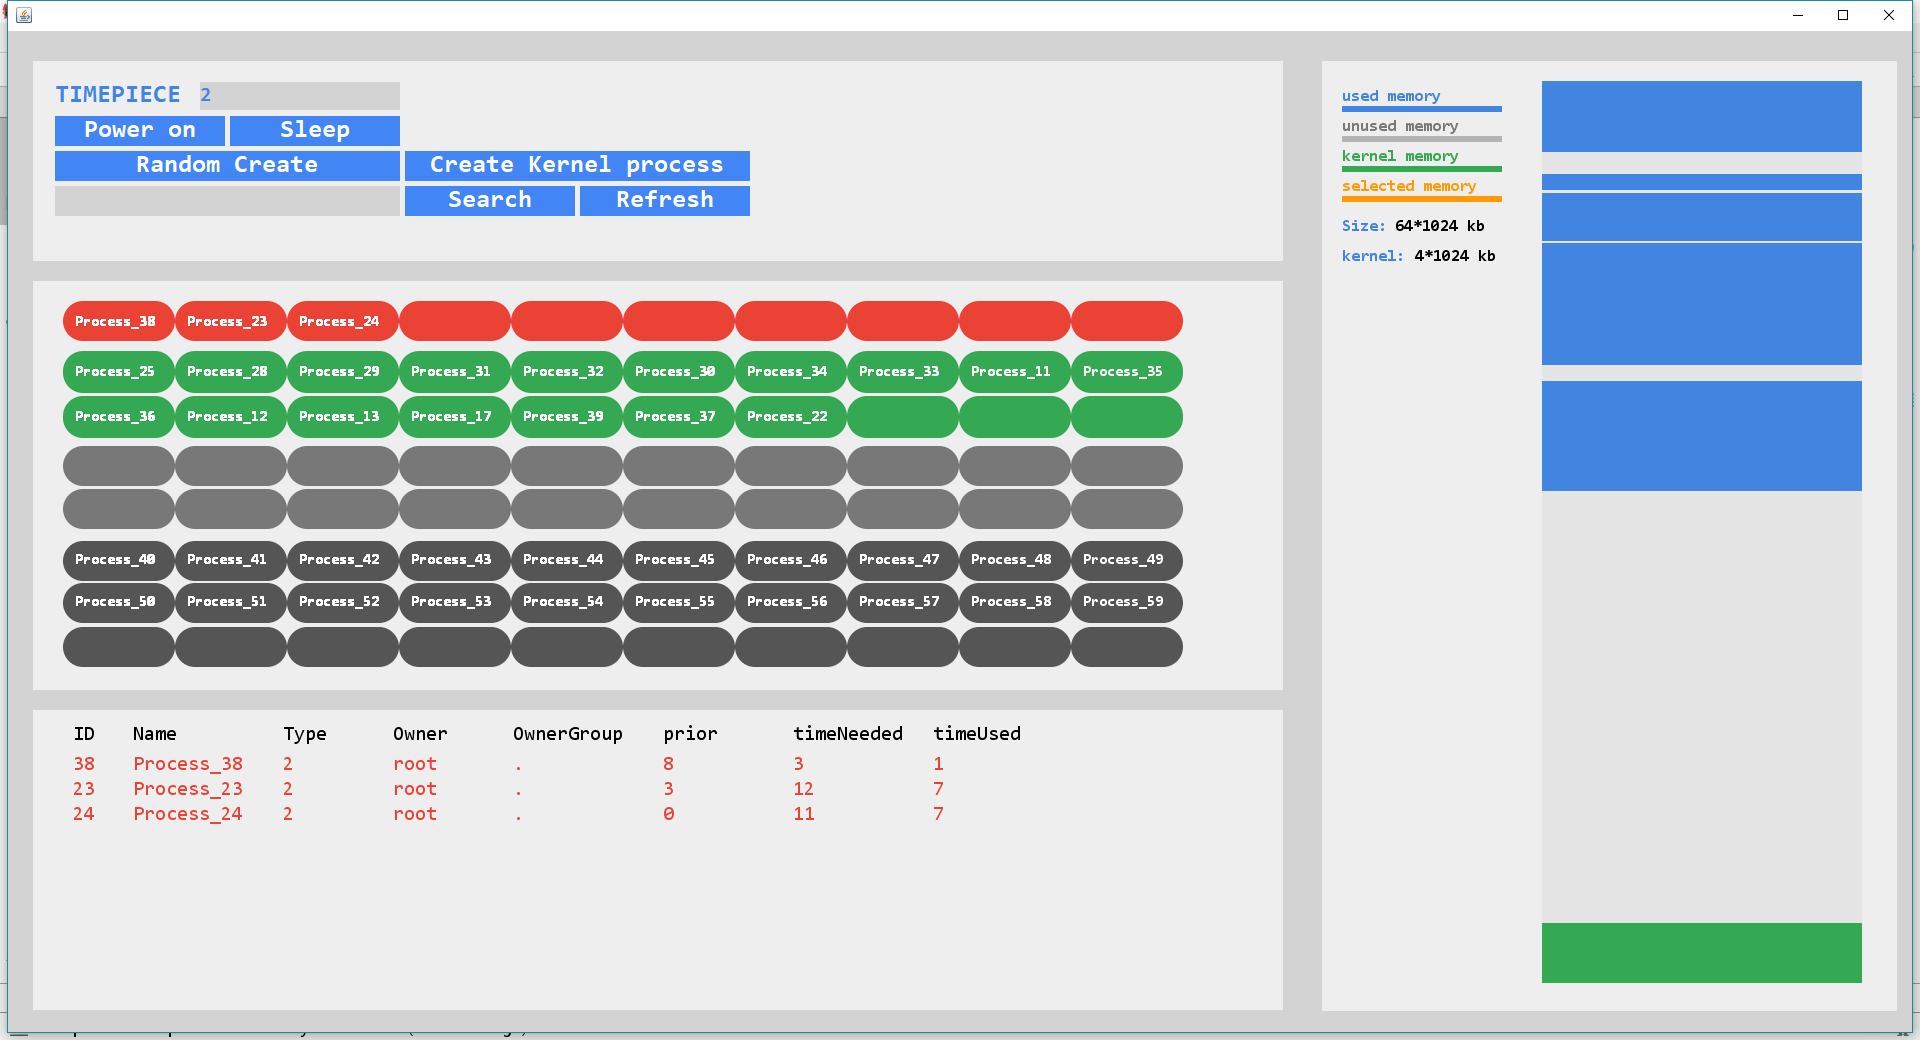 TIMEPIECE 2
Power on Sleep
Random Create Create Kernel process
Search Refresh
Process_38 Process_23 Process_24
Process_25 Process_28 Process_29 Process_31 Process_32 Process_30 Process_34 Process_33 Process_11 Process_35
Process_36 Process_12 Process_13 Process_17 Process_39 Process_37 Process_22
Process_40 Process_41 Process_42 Process_43 Process_44 Process_45 Process_46 Process_47 Process_48 Process_49
Process_50 Process_51 Process_52 Process_53 Process_54 Process_55 Process_56 Process_57 Process_58 Process_59
ID Name Type Owner OwnerGroup prior timeNeeded timeUsed
38 Process_38 2 root . 8 3 1
23 Process_23 2 root . 3 12 7
24 Process_24 2 root . 0 11 7
used memory
unused memory
kernel memory
selected memory
Size: 64*1024 kb
kernel: 4*1024 kb